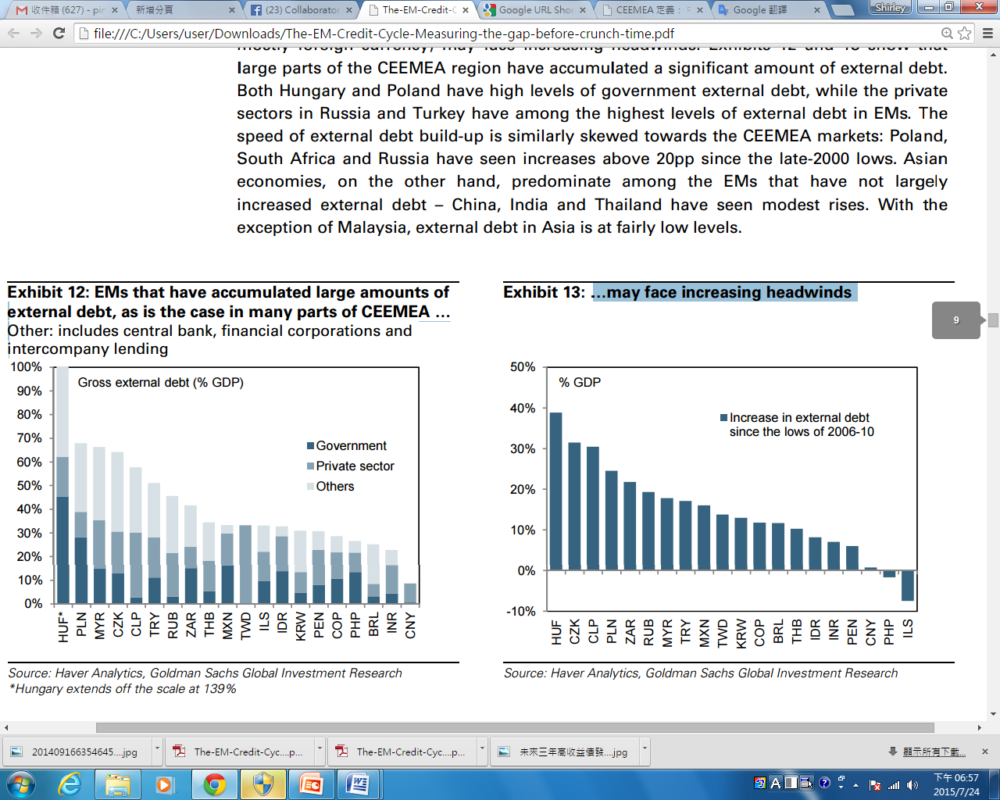 收件箱 (627) - pir
新增分頁
(23) Collaborator
The-EM-Credit-C
Google URL Shor
CEEMEA 定義：
Google 翻譯
Shirley
file:///C:/Users/user/Downloads/The-EM-Credit-Cycle-Measuring-the-gap-before-crunch-time.pdf
large parts of the CEEMEA region have accumulated a significant amount of external debt.
Both Hungary and Poland have high levels of government external debt, while the private
sectors in Russia and Turkey have among the highest levels of external debt in EMs. The
speed of external debt build-up is similarly skewed towards the CEEMEA markets: Poland,
South Africa and Russia have seen increases above 20pp since the late-2000 lows. Asian
economies, on the other hand, predominate among the EMs that have not largely
increased external debt – China, India and Thailand have seen modest rises. With the
exception of Malaysia, external debt in Asia is at fairly low levels.
Exhibit 12: EMs that have accumulated large amounts of
external debt, as is the case in many parts of CEEMEA …
Other: includes central bank, financial corporations and
intercompany lending
100%
90%
80%
70%
60%
50%
40%
30%
20%
10%
0%
Gross external debt (% GDP)
Government
Private sector
Others
HUF*
PLN
MYR
CZK
CLP
TRY
RUB
ZAR
THB
MXN
TWD
ILS
IDR
KRW
PEN
COP
PHP
BRL
INR
CNY
Source: Haver Analytics, Goldman Sachs Global Investment Research
*Hungary extends off the scale at 139%
Exhibit 13: …may face increasing headwinds
9
50%
40%
30%
20%
10%
0%
-10%
% GDP
Increase in external debt
since the lows of 2006-10
HUF
CZK
CLP
PLN
ZAR
RUB
MYR
TRY
MXN
TWD
KRW
COP
BRL
THB
IDR
INR
PEN
CNY
PHP
ILS
Source: Haver Analytics, Goldman Sachs Global Investment Research
201409166354645....jpg
The-EM-Credit-Cyc....p...
The-EM-Credit-Cyc....p...
未來三年高收益債發....jpg
顯示所有下載...
A
下午 06:57
2015/7/24